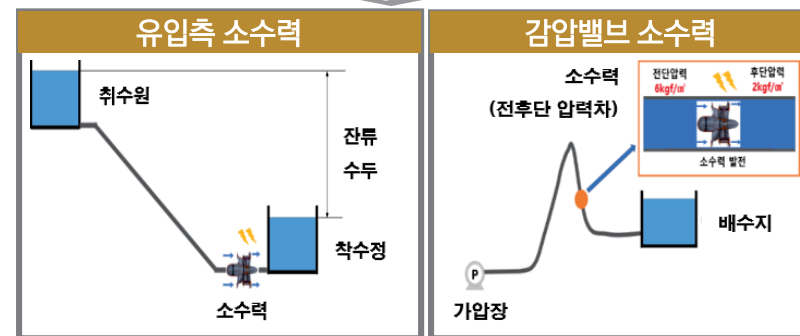 유입측 소수력
취수원
잔류
수두
착수정
소수력
감압밸브 소수력
소수력
(전후단 압력차)
전단압력
6kgf/㎠
후단압력
2kgf/㎠
소수력 발전
배수지
P
가압장